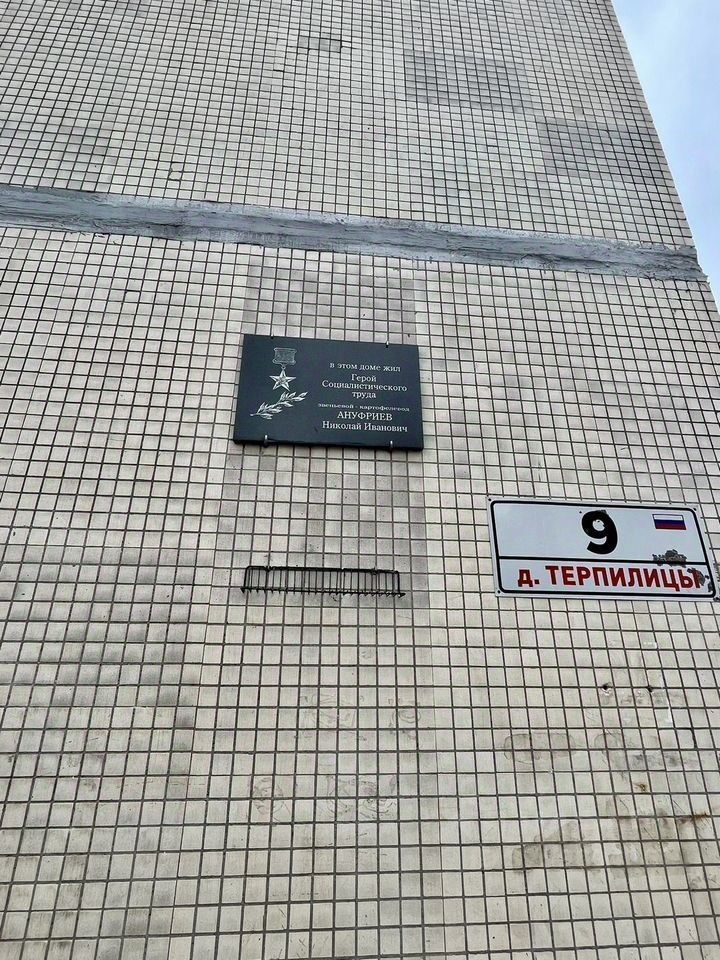 в этом доме жил
Герой
Социалистического
труда
звеньевой - картофелевод
АНУФРИЕВ
Николай Иванович
9
д. ТЕРПИЛИЦЫ